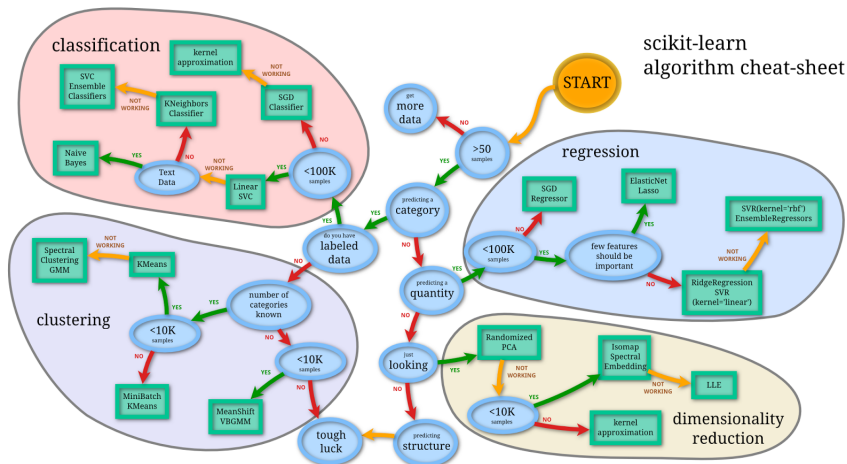 scikit-learn
algorithm cheat-sheet
START
classification
kernel
approximation
NOT
WORKING
SVC
Ensemble
Classifiers
NOT
WORKING
KNeighbors
Classifier
SGD
Classifier
NO
NO
Naive
Bayes
YES
Text
Data
NOT
WORKING
Linear
SVC
YES
<100K
samples
YES
get
more
data
NO
>50
samples
YES
predicting a
category
YES
NO
do you have
labeled
data
NO
predicting a
quantity
YES
NO
regression
SGD
Regressor
NO
<100K
samples
YES
ElasticNet
Lasso
YES
few features
should be
important
NO
SVR(kernel='rbf')
EnsembleRegressors
NOT
WORKING
RidgeRegression
SVR
(kernel='linear')
clustering
Spectral
Clustering
GMM
NOT
WORKING
KMeans
YES
<10K
samples
YES
number of
categories
known
NO
NO
MiniBatch
KMeans
<10K
samples
YES
NO
MeanShift
VBGMM
tough
luck
just
looking
YES
NO
predicting
structure
Randomized
PCA
NOT
WORKING
<10K
samples
YES
NO
Isomap
Spectral
Embedding
NOT
WORKING
LLE
kernel
approximation
dimensionality
reduction